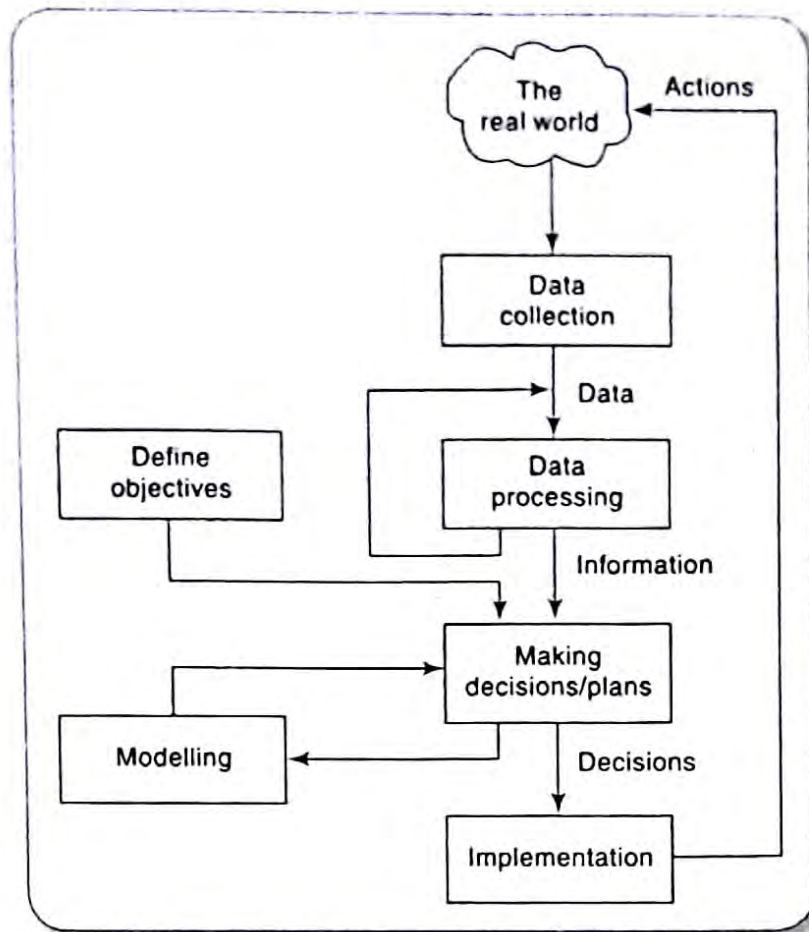 The
real world
Actions
Data
collection
Data
Define
objectives
Data
processing
Information
Making
decisions/plans
Modelling
Decisions
Implementation